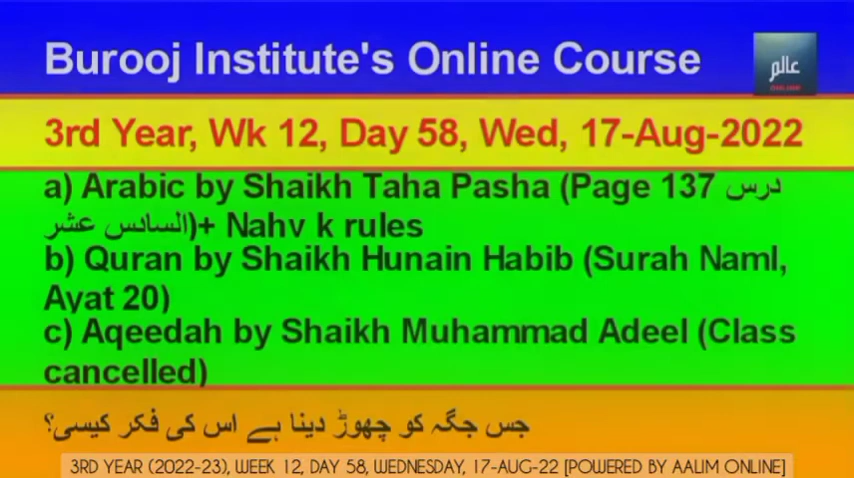 Burooj Institute's Online Course
عالم
3rd Year, Wk 12, Day 58, Wed, 17-Aug-2022
a) Arabic by Shaikh Taha Pasha (Page 137 درس
السادس عشر)+ Nahv k rules
b) Quran by Shaikh Hunain Habib (Surah Naml,
Ayat 20)
c) Aqeedah by Shaikh Muhammad Adeel (Class
cancelled)
جس جگہ کو چھوڑ دینا ہے اس کی فکر کیسی؟
3RD YEAR (2022-23), WEEK 12, DAY 58, WEDNESDAY, 17-AUG-22 [POWERED BY AALIM ONLINE]